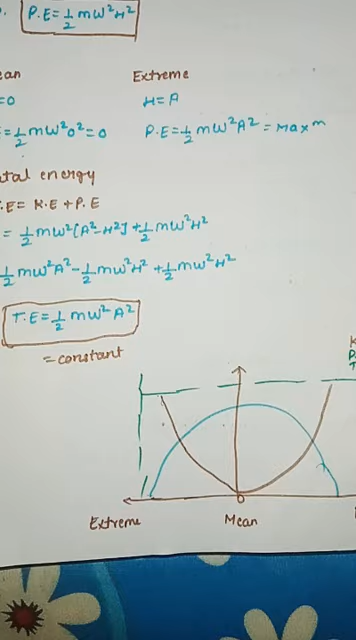 P.E = 1/2 mω²x²
Extreme
=0
x = A
= 1/2 mω²0² = 0
P.E = 1/2 mω²A² = Max^m
tal energy
.E = K.E + P.E
= 1/2 mω²[A²-x²] + 1/2 mω²x²
1/2 mω²A² - 1/2 mω²x² + 1/2 mω²x²
T.E = 1/2 mω²A²
= constant
Extreme Mean